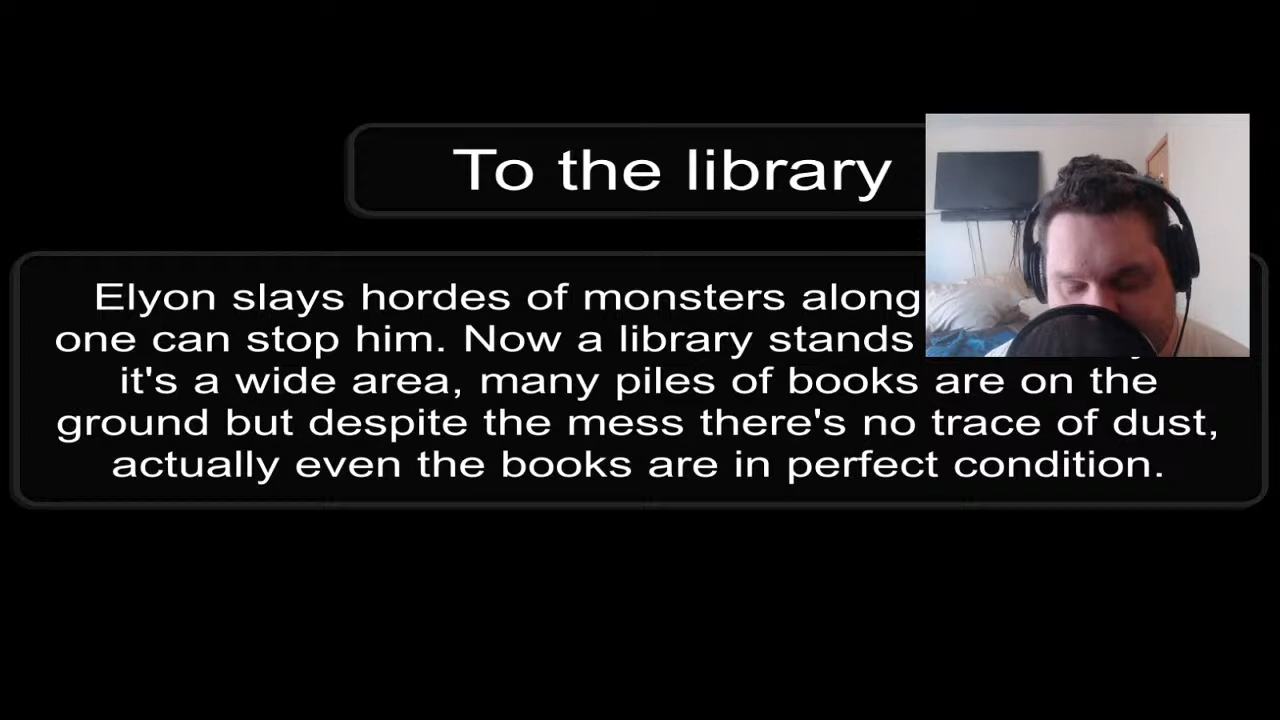 To the library
Elyon slays hordes of monsters along
one can stop him. Now a library stands
it's a wide area, many piles of books are on the
ground but despite the mess there's no trace of dust,
actually even the books are in perfect condition.